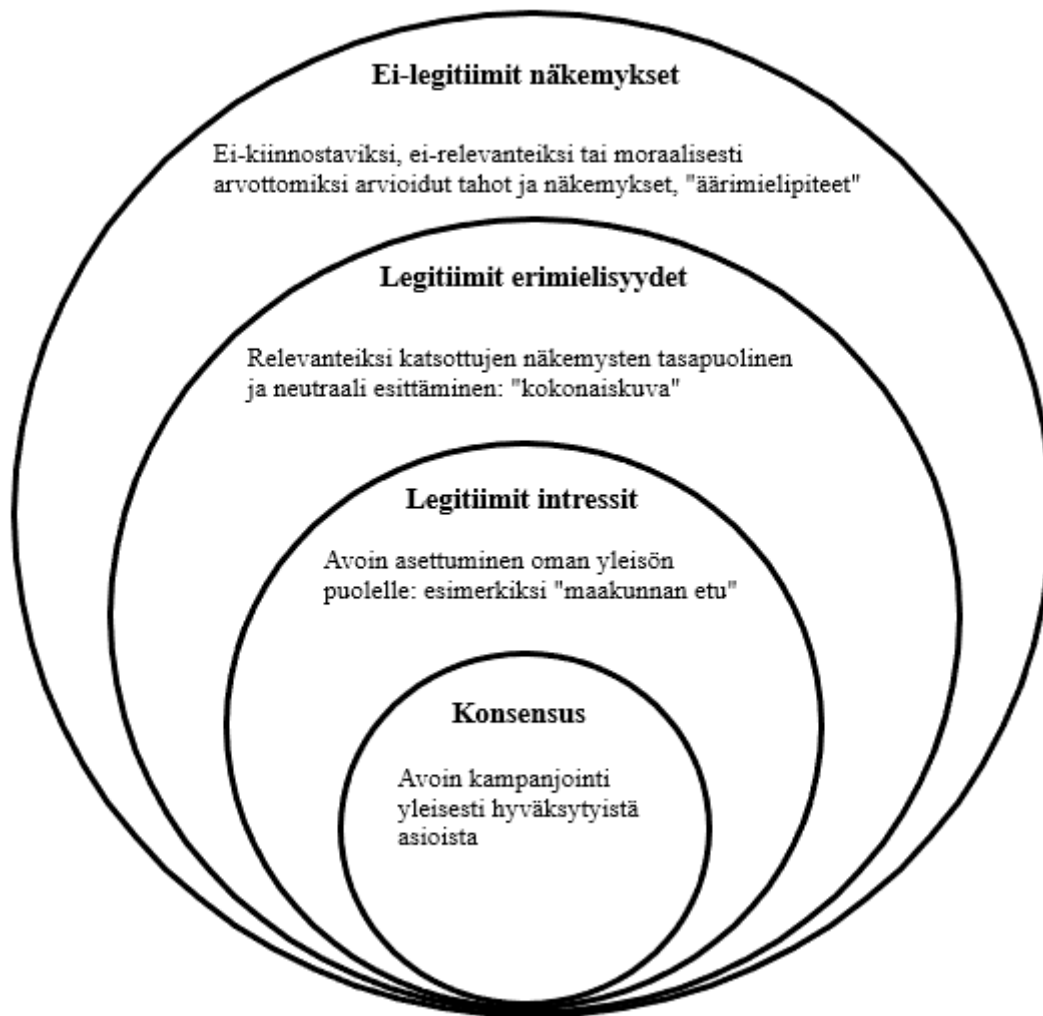 Ei-legitiimit näkemykset
Ei-kiinnostaviksi, ei-relevanteiksi tai moraalisesti
arvottomiksi arvioidut tahot ja näkemykset, "äärimielipiteet"
Legitiimit erimielisyydet
Relevanteiksi katsottujen näkemysten tasapuolinen
ja neutraali esittäminen: "kokonaiskuva"
Legitiimit intressit
Avoin asettuminen oman yleisön
puolelle: esimerkiksi "maakunnan etu"
Konsensus
Avoin kampanjointi
yleisesti hyväksytyistä
asioista